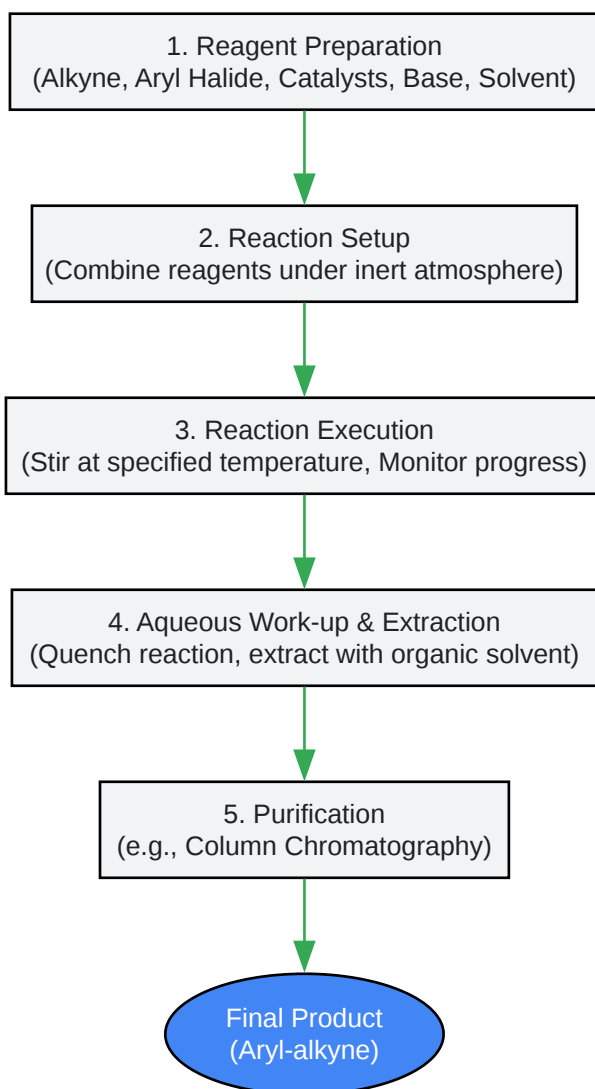 1. Reagent Preparation
(Alkyne, Aryl Halide, Catalysts, Base, Solvent)
2. Reaction Setup
(Combine reagents under inert atmosphere)
3. Reaction Execution
(Stir at specified temperature, Monitor progress)
4. Aqueous Work-up & Extraction
(Quench reaction, extract with organic solvent)
5. Purification
(e.g., Column Chromatography)
Final Product
(Aryl-alkyne)